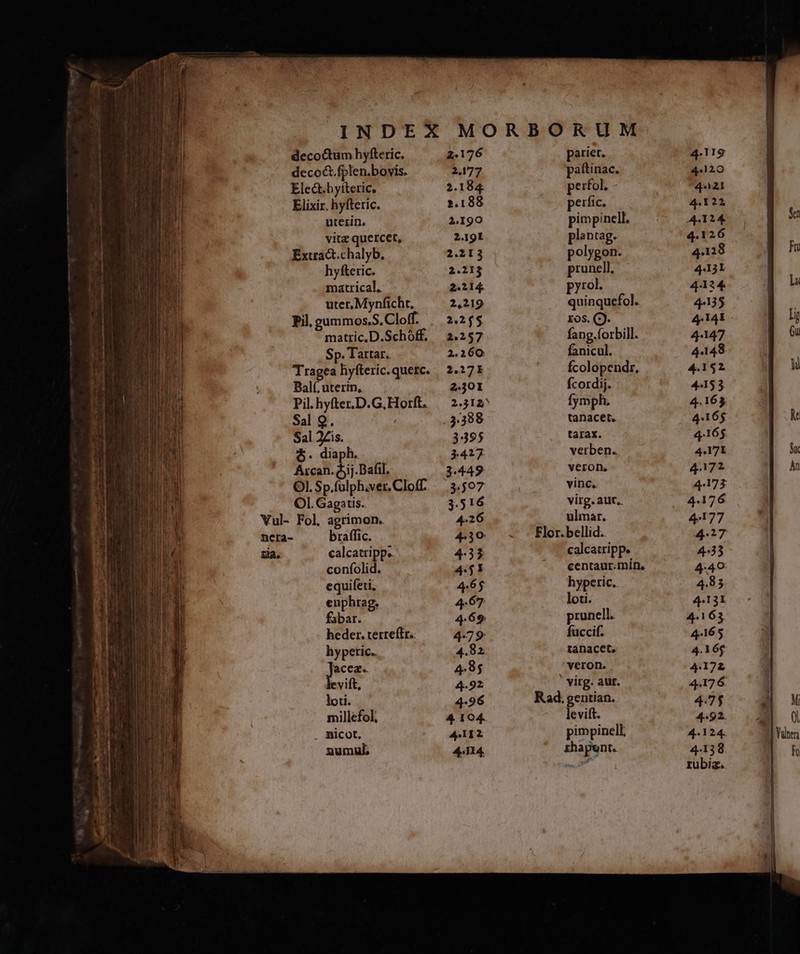 INDEX MORBORUM
decoctum hyſteric. 2.176
decoct.ſplen.bovis. 2.177
Elect.hyſteric. 2.184
Elixir. hyſteric. 2.188
uterin. 2.190
vitæ quercet, 2.191
Extract.chalyb. 2.213
hyſteric. 2.213
matrical. 2.214
uter.Mynſicht. 2.219
Pil. gummos.S.Cloſſ. 2.255
matric.D.Schöff. 2.257
Sp. Tartar. 2.260
Tragea hyſteric.querc. 2.271
Balſ.uterin. 2.301
Pil.hyſter.D.G.Horſt. 2.312
Sal ♀. 3.388
Sal ♃is. 3.395
♁. diaph. 3.427
Arcan. ♁ij.Baſil. 3.449
Ol. Sp.ſulph.ver.Cloſſ. 3.507
Ol. Gagatis. 3.516
Vul- Fol. agrimon. 4.26
nera- braſſic. 4.30
ria. calcatripp. 4.33
conſolid. 4.51
equiſeti. 4.65
euphrag. 4.67
fabar. 4.69
heder. terreſtr. 4.79
hyperic. 4.82
Jaceæ. 4.85
leviſt. 4.92
loti. 4.96
millefol. 4.104
nicot. 4.112
numul. 4.114
pariet. 4.119
paſtinac. 4.120
perfol. 4.121
perſic. 4.122
pimpinell. 4.124
plantag. 4.126
polygon. 4.128
prunell. 4.131
pyrol. 4.134
quinquefol. 4.135
ros. ☉. 4.141
ſang.ſorbill. 4.147
ſanicul. 4.148
ſcolopendr. 4.152
ſcordij. 4.153
ſymph. 4.163
tanacet. 4.165
tarax. 4.165
verben. 4.171
veron. 4.172
vinc. 4.173
virg. aur. 4.176
ulmar. 4.177
Flor. bellid. 4.27
calcatripp. 4.33
centaur.min. 4.40
hyperic. 4.83
loti. 4.131
prunell. 4.163
ſucciſ. 4.165
tanacet. 4.165
veron. 4.172
virg. aur. 4.176
Rad. gentian. 4.75
leviſt. 4.92
pimpinell. 4.124
rhapont. 4.138
rubiæ.